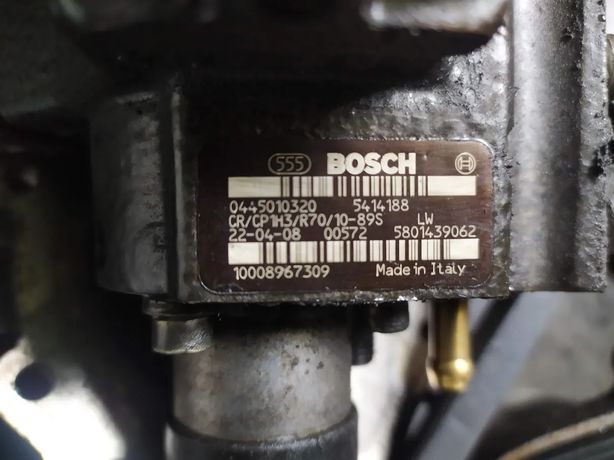 555 BOSCH
0445010320 5414188
CR/CP1H3/R70/10-89S LW
22-04-08 00572 5801439062
10008967309 Made in Italy